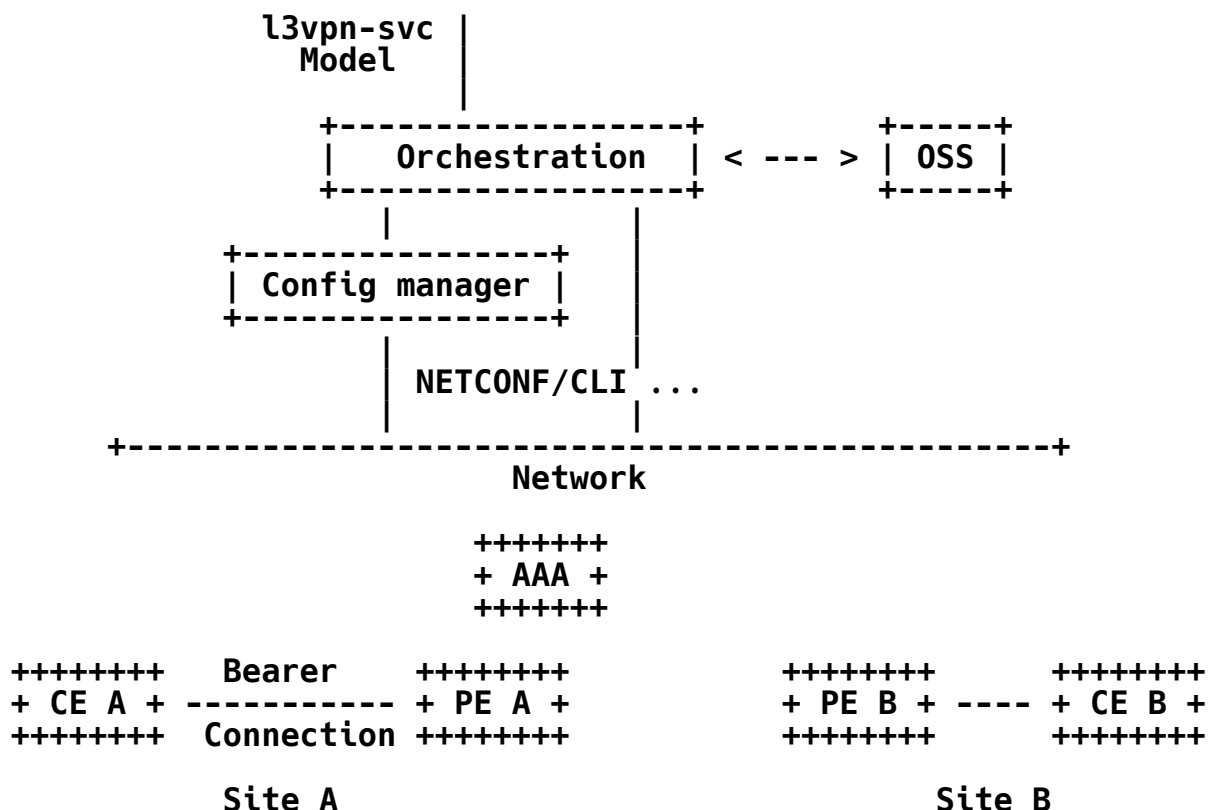 l3vpn-svc |
                      Model   |
                              |
                     +------------------+         +-----+
                     |   Orchestration  | < --- > | OSS |
                     +------------------+         +-----+
                        |            |
                +----------------+   |
                | Config manager |   |
                +----------------+   |
                        |            |
                        | NETCONF/CLI ...
                        |            |
          +------------------------------------------------+
                               Network

                             +++++++
                             + AAA +
                             +++++++

     ++++++++   Bearer    ++++++++           ++++++++      ++++++++
     + CE A + ----------- + PE A +           + PE B + ---- + CE B +
     ++++++++  Connection ++++++++           ++++++++      ++++++++

                Site A                               Site B